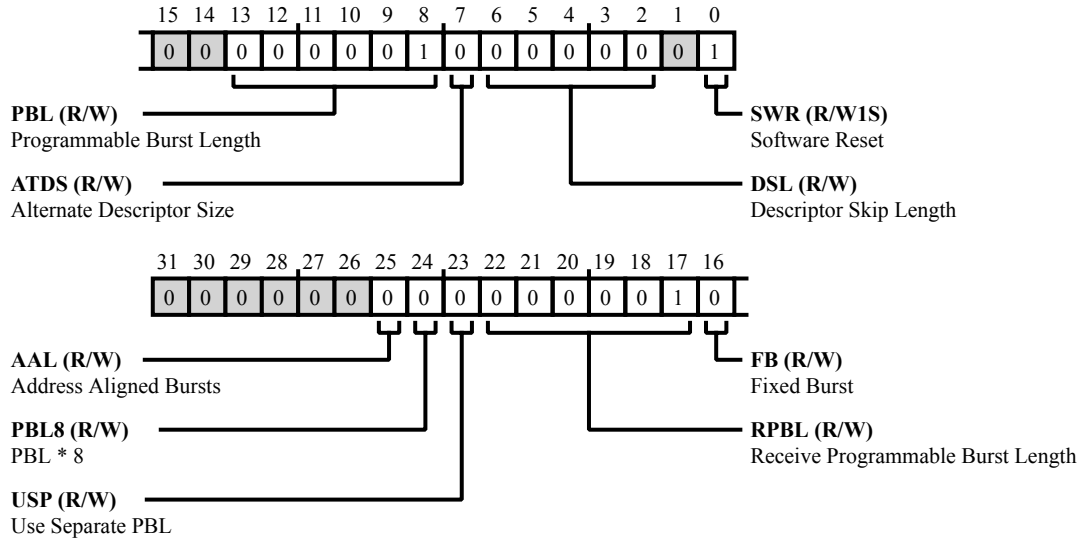 15 14 13 12 11 10 9 8 7 6 5 4 3 2 1 0
0 0 0 0 0 0 0 1 0 0 0 0 0 0 0 1
PBL (R/W)
Programmable Burst Length
SWR (R/W1S)
Software Reset
ATDS (R/W)
Alternate Descriptor Size
DSL (R/W)
Descriptor Skip Length
31 30 29 28 27 26 25 24 23 22 21 20 19 18 17 16
0 0 0 0 0 0 0 0 0 0 0 0 0 0 1 0
AAL (R/W)
Address Aligned Bursts
FB (R/W)
Fixed Burst
PBL8 (R/W)
PBL * 8
RPBL (R/W)
Receive Programmable Burst Length
USP (R/W)
Use Separate PBL